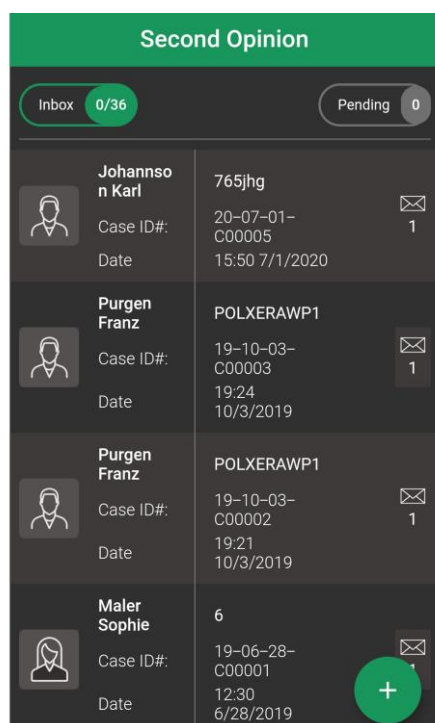 Second Opinion
Inbox 0/36 Pending 0
Johannso
n Karl
765jhg
Case ID#:
20-07-01-
C00005
1
Date
15:50 7/1/2020
Purgen
Franz
POLXERAWP1
Case ID#:
19-10-03-
C00003
1
Date
19:24
10/3/2019
Purgen
Franz
POLXERAWP1
Case ID#:
19-10-03-
C00002
1
Date
19:21
10/3/2019
Maler
Sophie
6
Case ID#:
19-06-28-
C00001
Date
12:30
6/28/2019
+